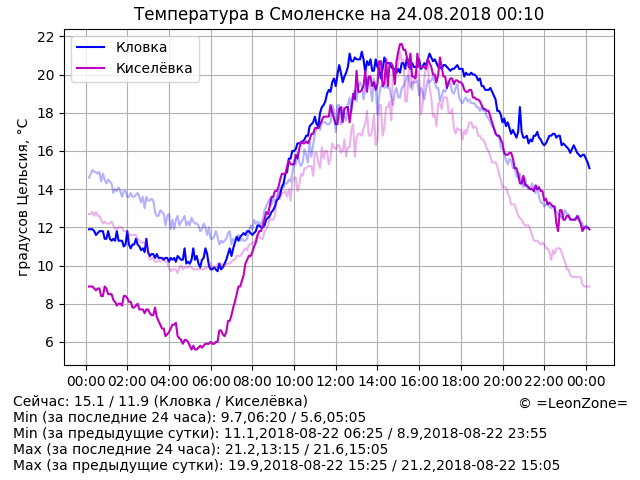 Температура в Смоленске на 24.08.2018 00:10
Кловка
Киселёвка
градусов Цельсия, °C
22
20
18
16
14
12
10
8
6
00:00 02:00 04:00 06:00 08:00 10:00 12:00 14:00 16:00 18:00 20:00 22:00 00:00
Сейчас: 15.1 / 11.9 (Кловка / Киселёвка)
© =LeonZone=
Min (за последние 24 часа): 9.7,06:20 / 5.6,05:05
Min (за предыдущие сутки): 11.1,2018-08-22 06:25 / 8.9,2018-08-22 23:55
Max (за последние 24 часа): 21.2,13:15 / 21.6,15:05
Max (за предыдущие сутки): 19.9,2018-08-22 15:25 / 21.2,2018-08-22 15:05